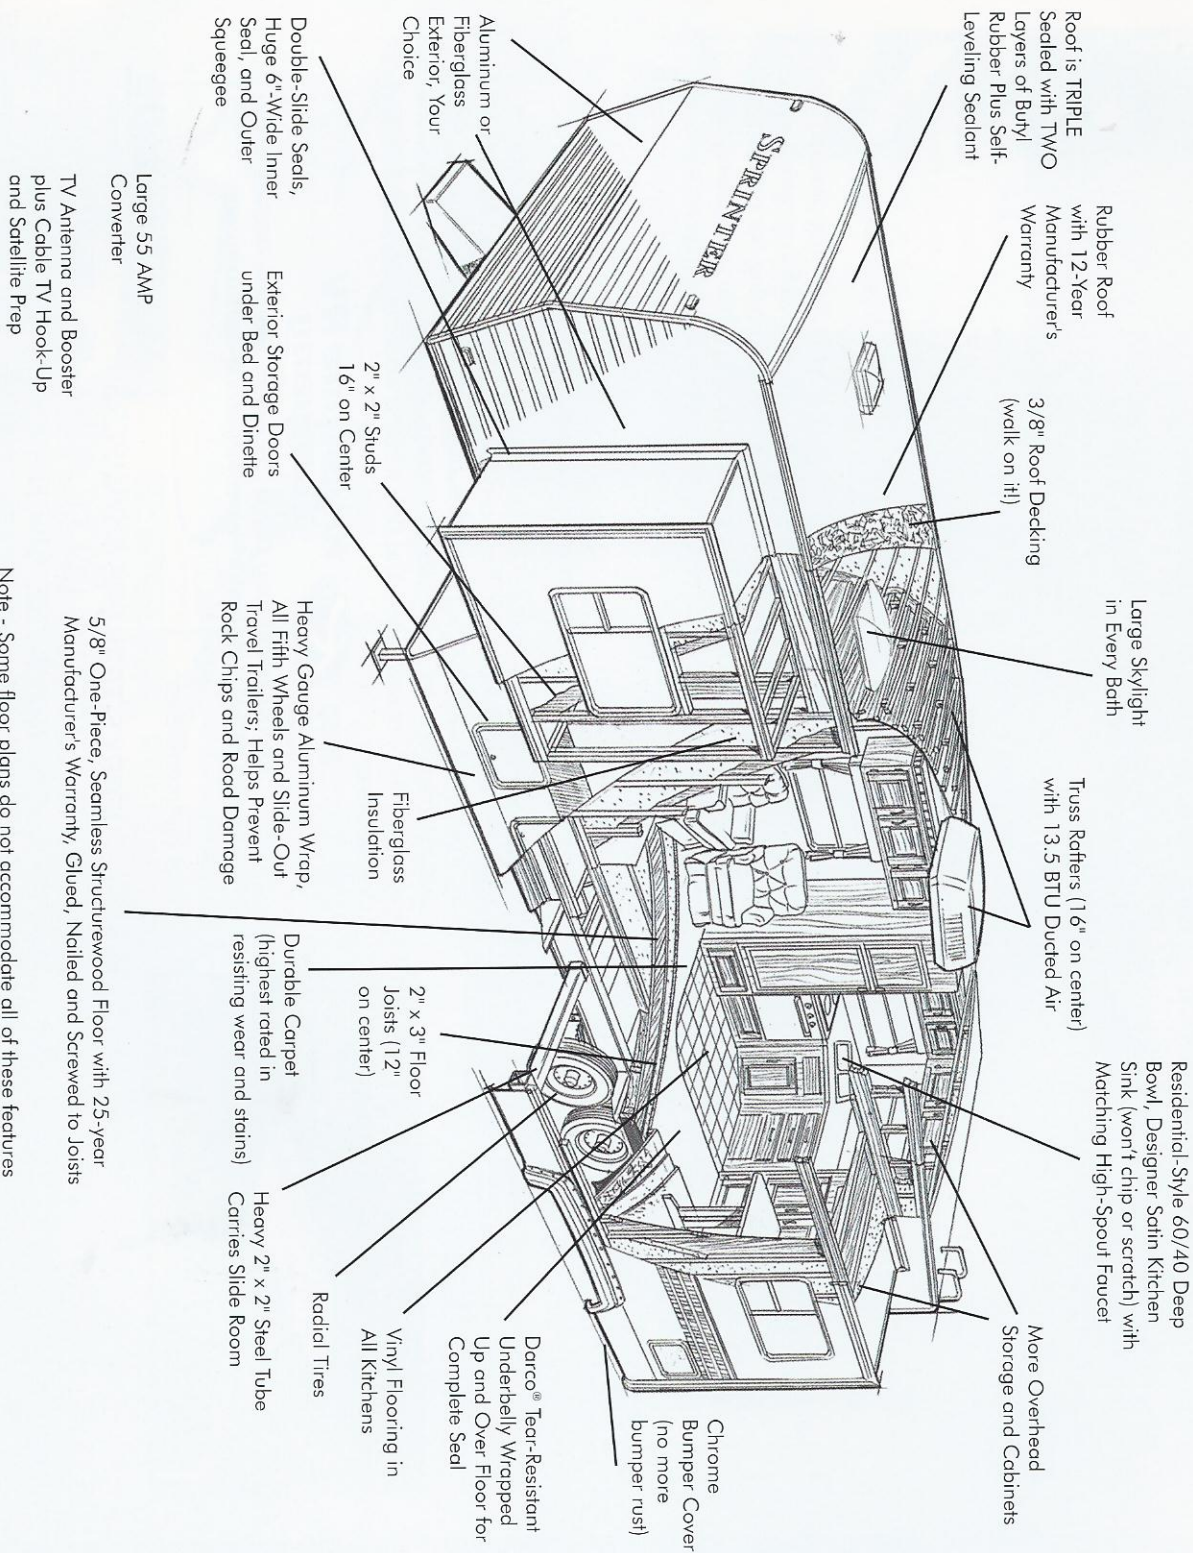 Roof is TRIPLE
Sealed with TWO
Layers of Butyl
Rubber Plus Self-
Leveling Sealant
Rubber Roof
with 12-Year
Manufacturer's
Warranty
3/8" Roof Decking
(walk on it!)
Large Skylight
in Every Bath
Truss Rafters (16" on center)
with 13.5 BTU Ducted Air
Residential-Style 60/40 Deep
Bowl, Designer Satin Kitchen
Sink (won't chip or scratch) with
Matching High-Spout Faucet
More Overhead
Storage and Cabinets
SPRINTER
Aluminum or
Fiberglass
Exterior, Your
Choice
Double-Slide Seals,
Huge 6"-Wide Inner
Seal, and Outer
Squeegee
2" x 2" Studs
16" on Center
Exterior Storage Doors
under Bed and Dinette
Fiberglass
Insulation
Heavy Gauge Aluminum Wrap,
All Fifth Wheels and Slide-Out
Travel Trailers; Helps Prevent
Rock Chips and Road Damage
2" x 3" Floor
Joists (12"
on center)
Durable Carpet
(highest rated in
resisting wear and stains)
Heavy 2" x 2" Steel Tube
Carries Slide Room
Radial Tires
Vinyl Flooring in
All Kitchens
Darco® Tear-Resistant
Underbelly Wrapped
Up and Over Floor for
Complete Seal
Chrome
Bumper Cover
(no more
bumper rust)
Large 55 AMP
Converter
TV Antenna and Booster
plus Cable TV Hook-Up
and Satellite Prep
5/8" One-Piece, Seamless Structurewood Floor with 25-year
Manufacturer's Warranty, Glued, Nailed and Screwed to Joists
Note - Some floor plans do not accommodate all of these features